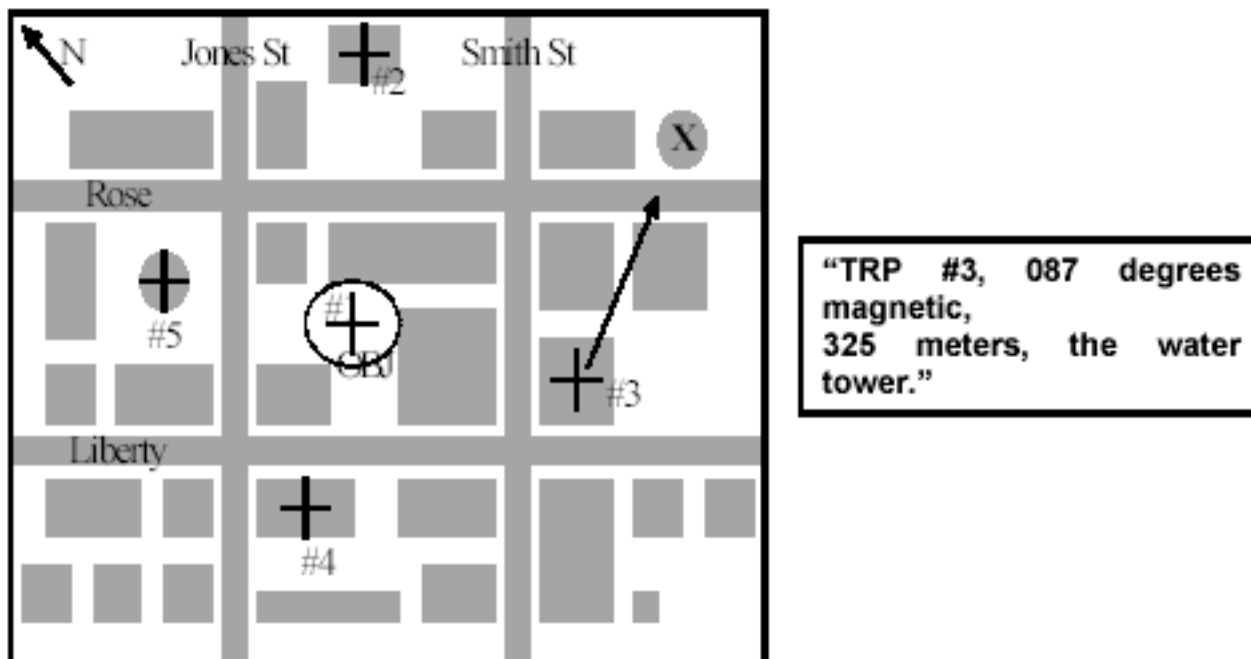 N
Jones St
Smith St
#2
X
Rose
#5
#1
OBJ
#3
Liberty
#4
“TRP #3, 087 degrees
magnetic,
325 meters, the water
tower.”